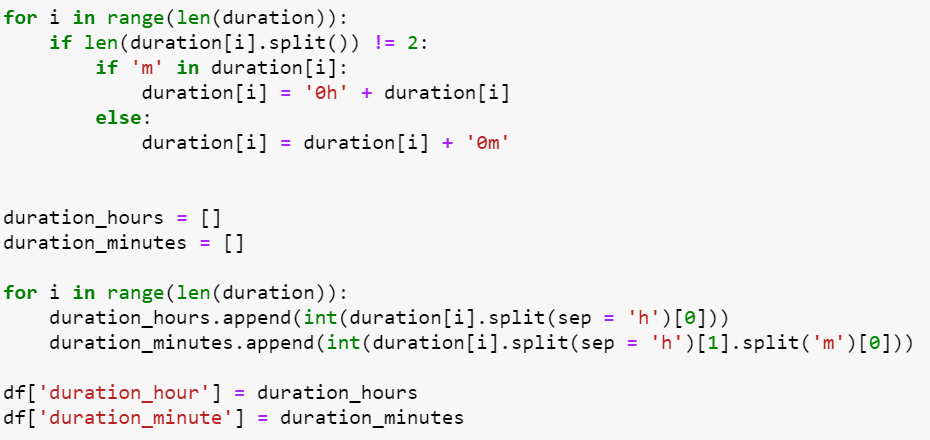 for i in range(len(duration)):
    if len(duration[i].split()) != 2:
        if 'm' in duration[i]:
            duration[i] = '0h' + duration[i]
        else:
            duration[i] = duration[i] + '0m'
duration_hours = []
duration_minutes = []
for i in range(len(duration)):
    duration_hours.append(int(duration[i].split(sep = 'h')[0]))
    duration_minutes.append(int(duration[i].split(sep = 'h')[1].split('m')[0]))
df['duration_hour'] = duration_hours
df['duration_minute'] = duration_minutes